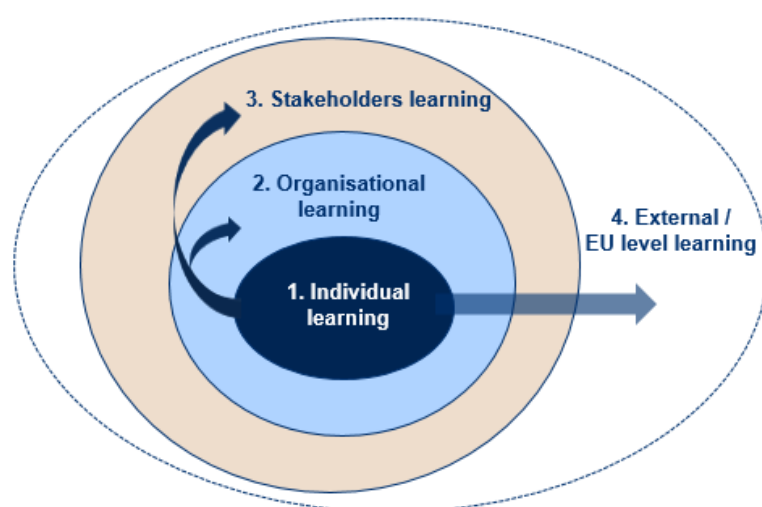 3. Stakeholders learning
2. Organisational
learning
4. External /
EU level learning
1. Individual
learning